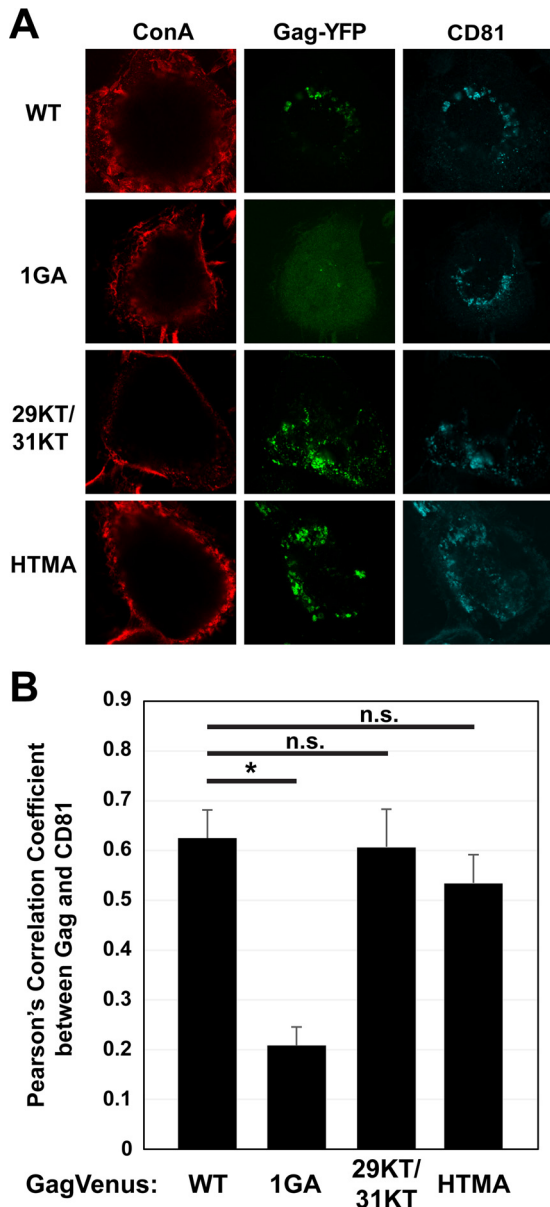 A
ConA Gag-YFP CD81
WT
1GA
29KT/
31KT
HTMA
B
Pearson's Correlation Coefficient
between Gag and CD81
0.9
0.8
0.7
0.6
0.5
0.4
0.3
0.2
0.1
0
n.s.
n.s.
*
GagVenus: WT 1GA 29KT/ HTMA
31KT